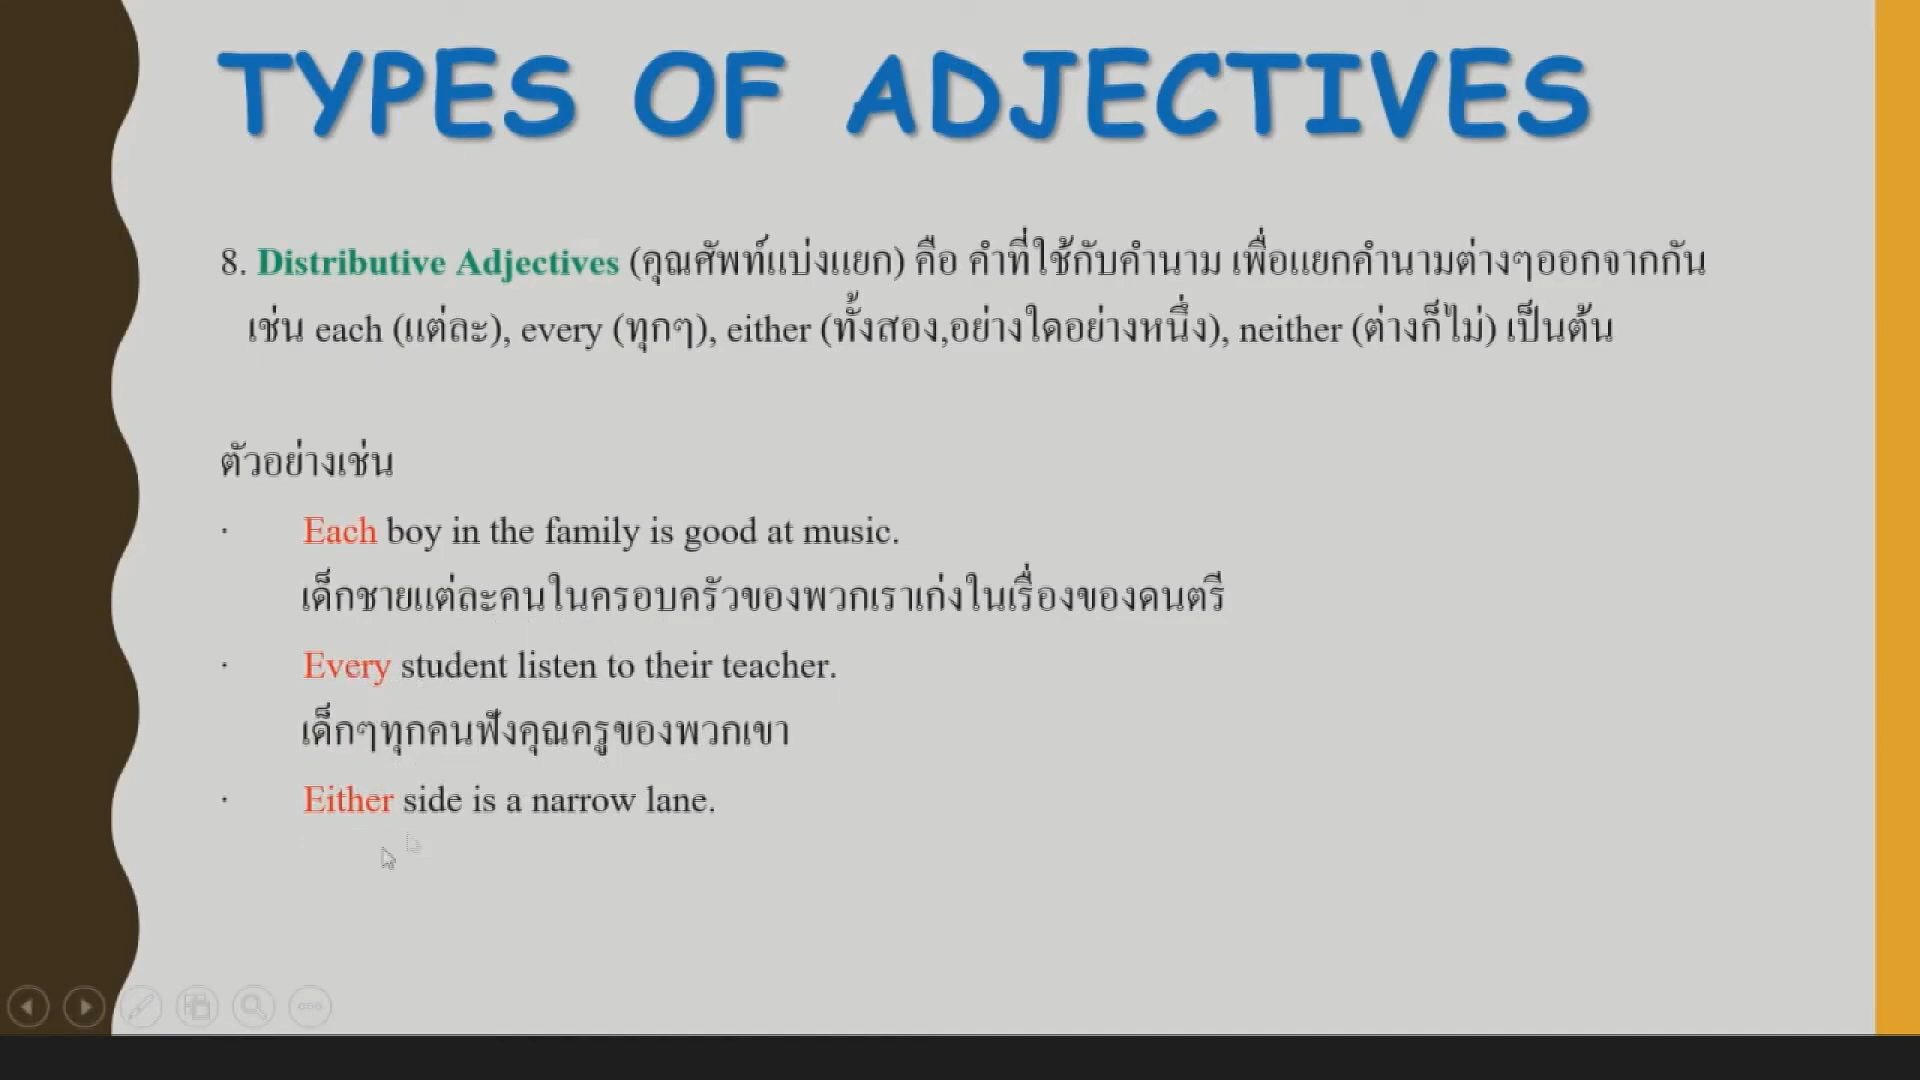 TYPES OF ADJECTIVES
8. Distributive Adjectives (คุณศัพท์แบ่งแยก) คือ คำที่ใช้กับคำนาม เพื่อแยกคำนามต่างๆออกจากกัน
เช่น each (แต่ละ), every (ทุกๆ), either (ทั้งสอง,อย่างใดอย่างหนึ่ง), neither (ต่างก็ไม่) เป็นต้น
ตัวอย่างเช่น
· Each boy in the family is good at music.
เด็กชายแต่ละคนในครอบครัวของพวกเราเก่งในเรื่องของดนตรี
· Every student listen to their teacher.
เด็กๆทุกคนฟังคุณครูของพวกเขา
· Either side is a narrow lane.